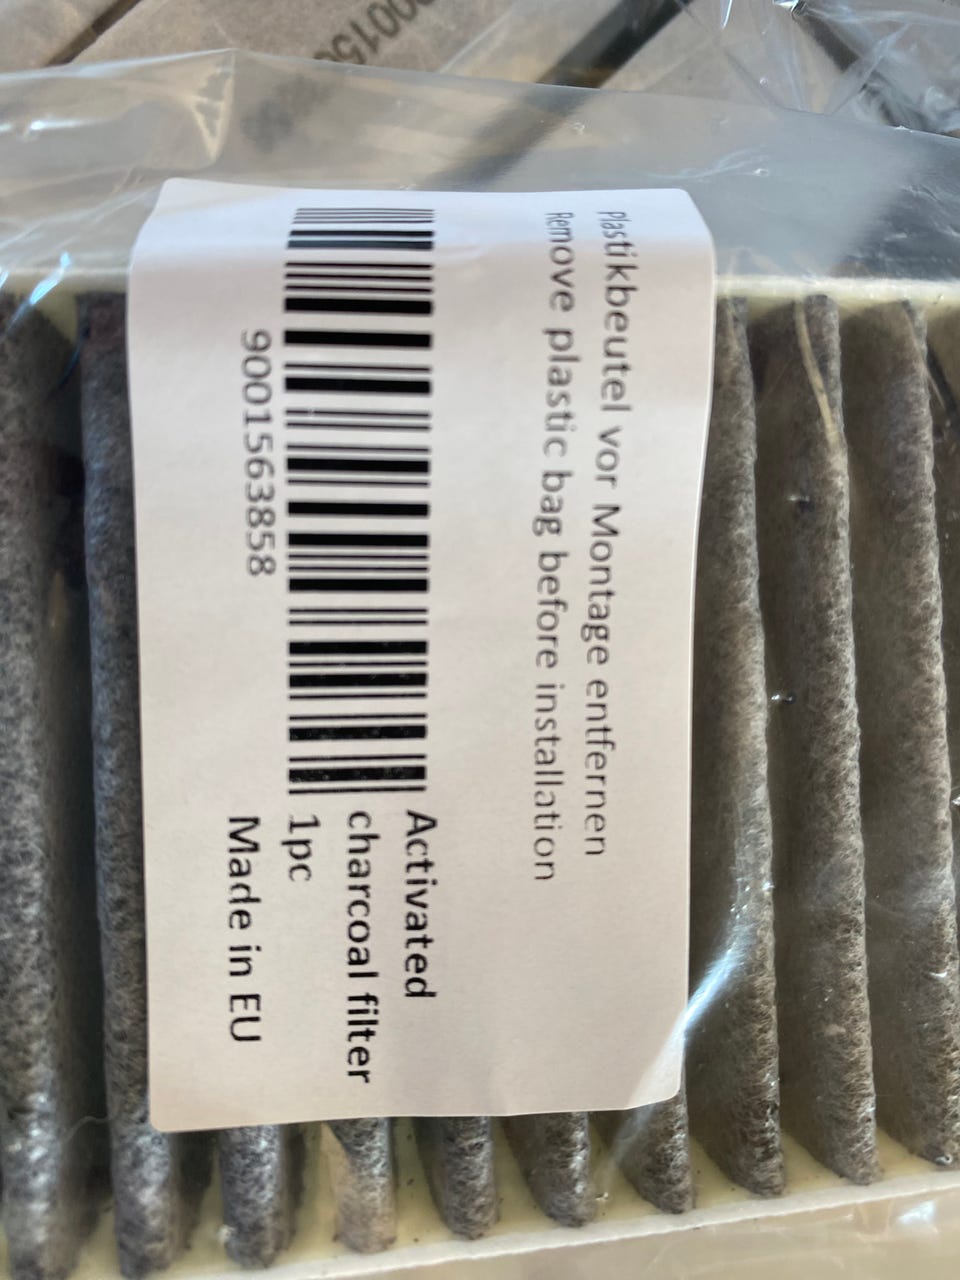 Plastikbeutel vor Montage entfernen
Remove plastic bag before installation
Activated
charcoal filter
1pc
Made in EU
9001563858